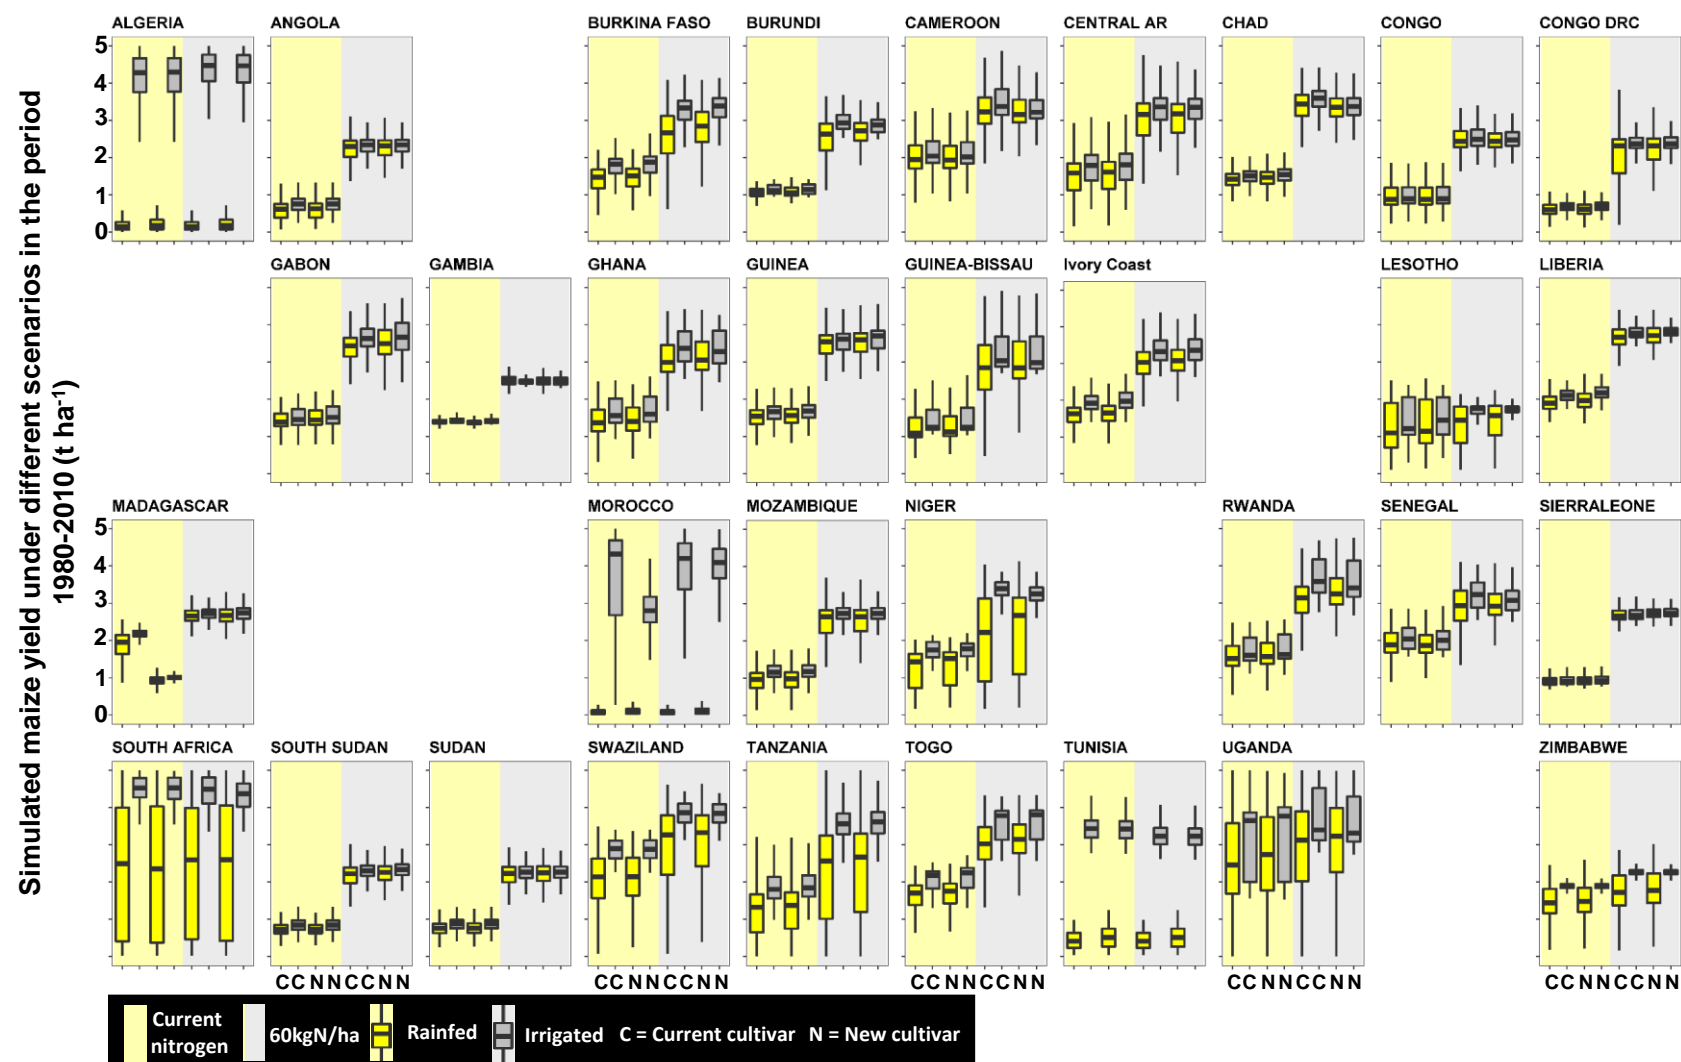 ALGERIA ANGOLA BURKINA FASO BURUNDI CAMEROON CENTRAL AR CHAD CONGO CONGO DRC
5
4
3
2
1
0
Simulated maize yield under different scenarios in the period
1980-2010 (t ha-1)
GABON GAMBIA GHANA GUINEA GUINEA-BISSAU Ivory Coast LESOTHO LIBERIA
MADAGASCAR MOROCCO MOZAMBIQUE NIGER RWANDA SENEGAL SIERRALEONE
5
4
3
2
1
0
SOUTH AFRICA SOUTH SUDAN SUDAN SWAZILAND TANZANIA TOGO TUNISIA UGANDA ZIMBABWE
CCNNCCNN CCNNCCNN CCNNCCNN CCNNCCNN CCNNCCNN
Current
nitrogen
60kgN/ha
Rainfed
Irrigated
C = Current cultivar N = New cultivar